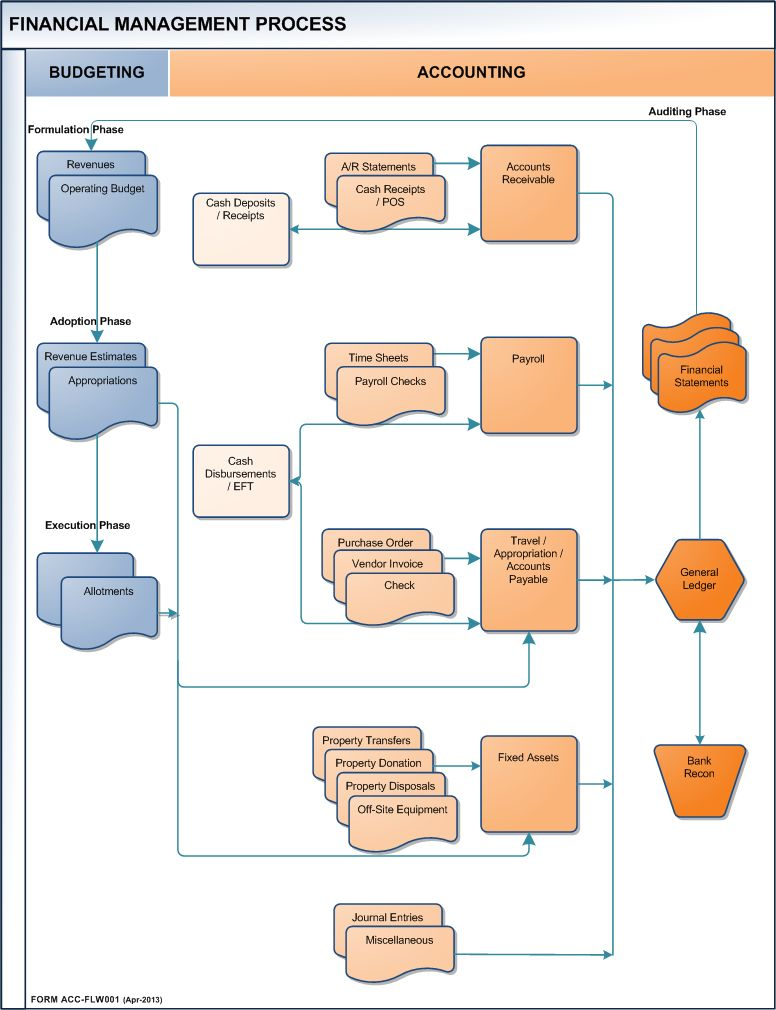 FINANCIAL MANAGEMENT PROCESS
BUDGETING
ACCOUNTING
Auditing Phase
Formulation Phase
Revenues
Operating Budget
Cash Deposits
/ Receipts
A/R Statements
Cash Receipts
/ POS
Accounts
Receivable
Adoption Phase
Revenue Estimates
Appropriations
Time Sheets
Payroll Checks
Payroll
Financial
Statements
Cash
Disbursements
/ EFT
Execution Phase
Allotments
Purchase Order
Vendor Invoice
Check
Travel /
Appropriation /
Accounts
Payable
General
Ledger
Property Transfers
Property Donation
Property Disposals
Off-Site Equipment
Fixed Assets
Bank
Recon
Journal Entries
Miscellaneous
FORM ACC-FLW001 (Apr-2013)